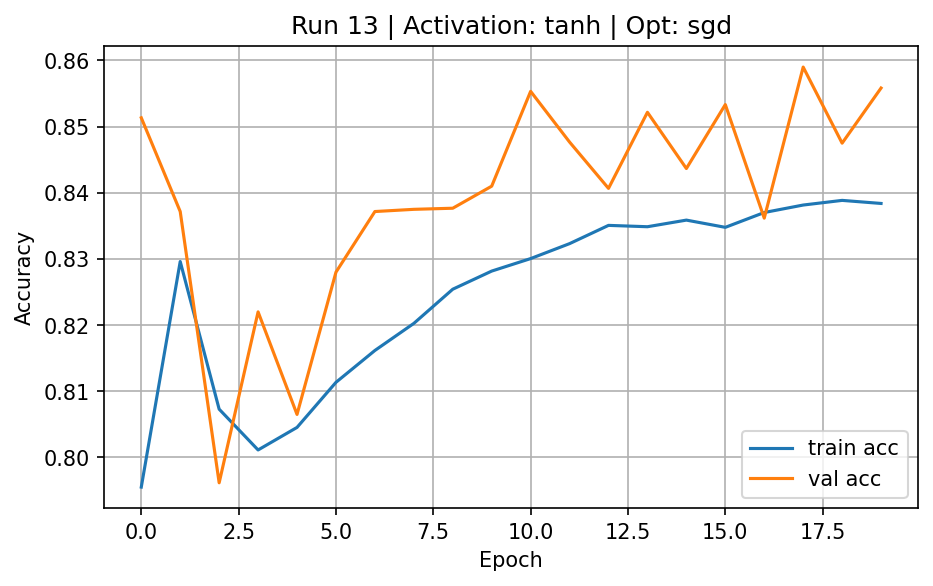 Run 13 | Activation: tanh | Opt: sgd
0.86
0.85
0.84
0.83
0.82
0.81
0.80
Accuracy
train acc
val acc
0.0 2.5 5.0 7.5 10.0 12.5 15.0 17.5
Epoch